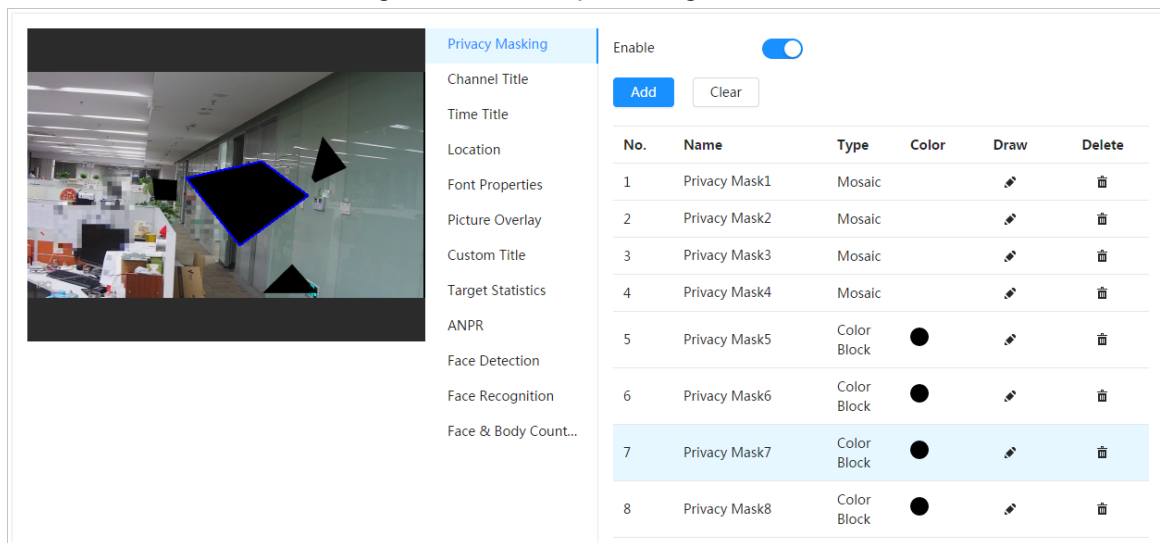 Privacy Masking
Channel Title
Time Title
Location
Font Properties
Picture Overlay
Custom Title
Target Statistics
ANPR
Face Detection
Face Recognition
Face & Body Count...
Enable
Add Clear
No. Name Type Color Draw Delete
1 Privacy Mask1 Mosaic
2 Privacy Mask2 Mosaic
3 Privacy Mask3 Mosaic
4 Privacy Mask4 Mosaic
5 Privacy Mask5 Color
Block
6 Privacy Mask6 Color
Block
7 Privacy Mask7 Color
Block
8 Privacy Mask8 Color
Block